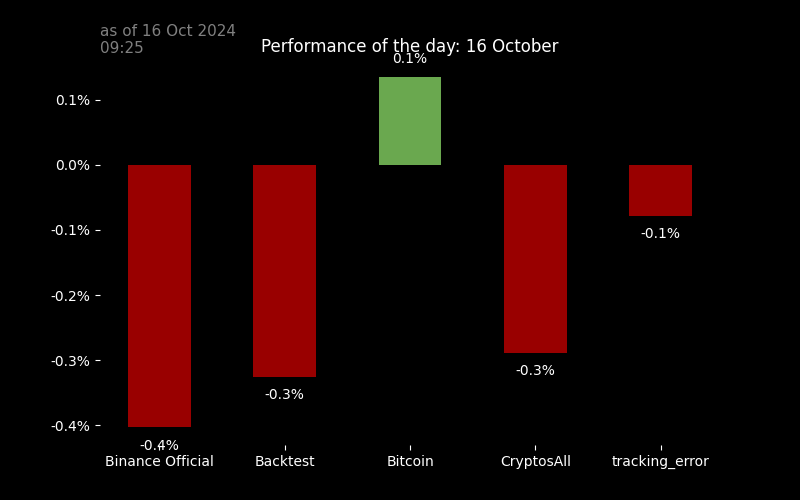 as of 16 Oct 2024
09:25
Performance of the day: 16 October
0.1%
0.1%
0.0%
-0.1%
-0.2%
-0.3%
-0.4%
-0.4%
-0.3%
-0.3%
-0.1%
Binance Official
Backtest
Bitcoin
CryptosAll
tracking_error